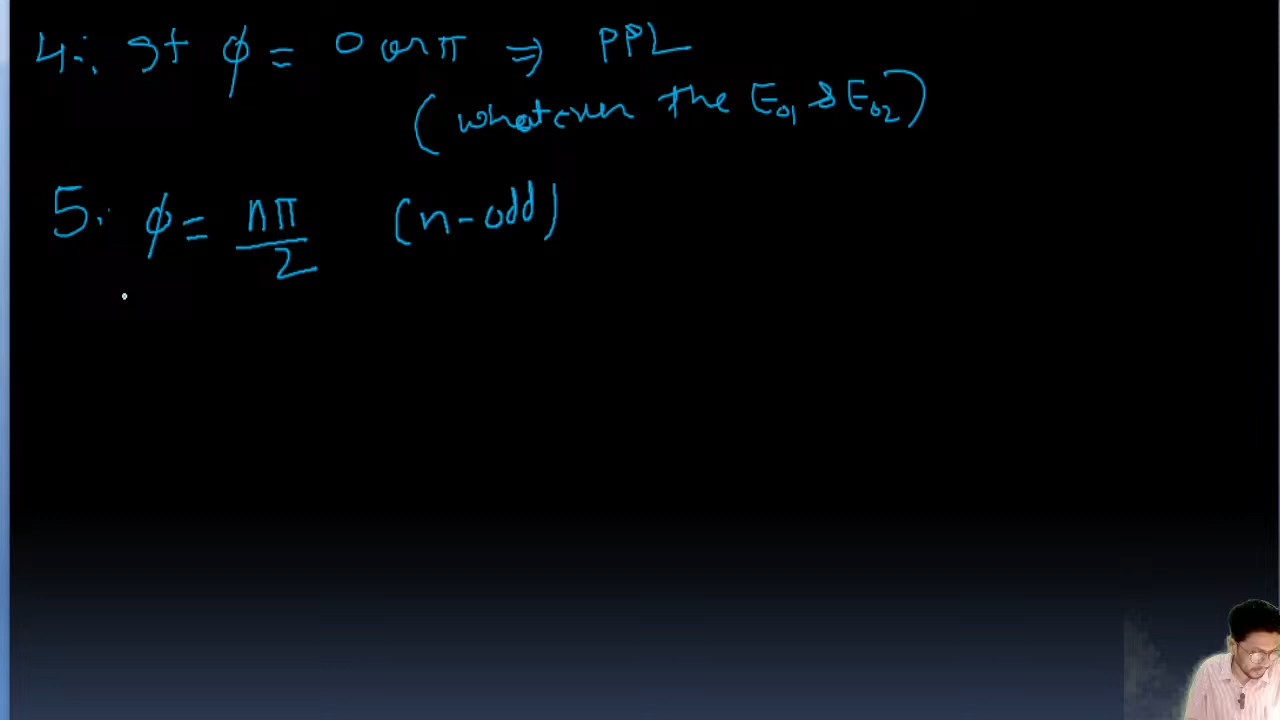 4:. If φ = 0 or π ⇒ PPL
(whatever the E₀₁ & E₀₂)
5. φ = nπ/2 (n-odd)